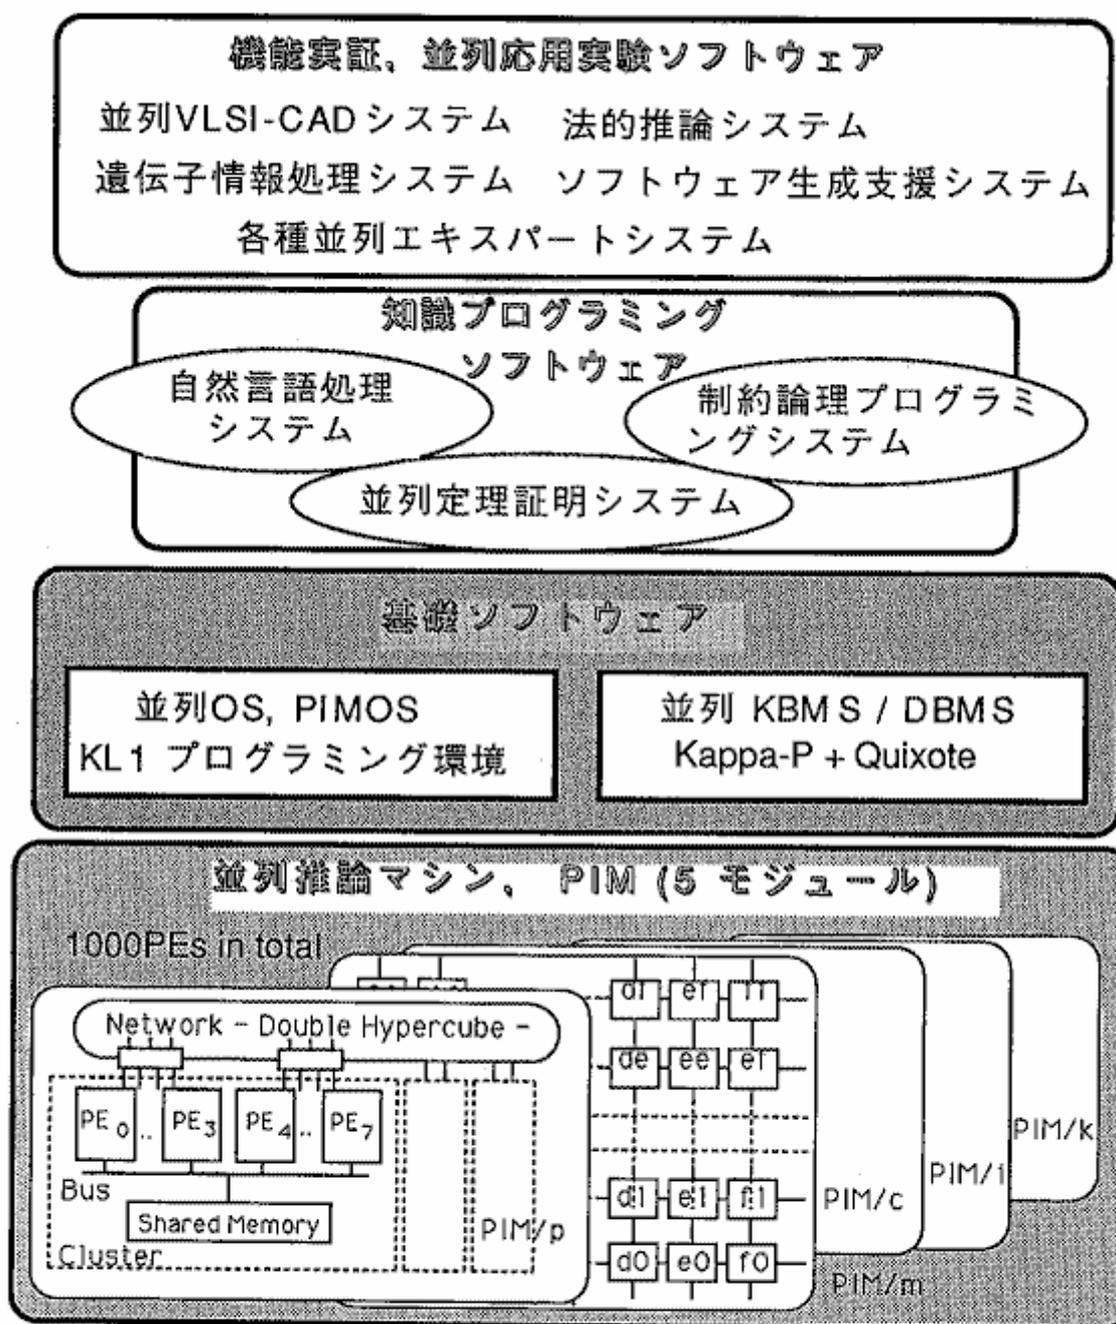 機能実証，並列応用実験ソフトウェア
並列VLSI-CADシステム 法的推論システム
遺伝子情報処理システム ソフトウェア生成支援システム
各種並列エキスパートシステム
知識プログラミング
ソフトウェア
自然言語処理
システム
制約論理プログラミ
ングシステム
並列定理証明システム
基礎ソフトウェア
並列OS, PIMOS
KL1 プログラミング環境
並列 KBMS / DBMS
Kappa-P + Quixote
並列推論マシン， PIM (5 モジュール)
1000PEs in total
Network - Double Hypercube -
PE0 .. PE3 PE4 .. PE7
Bus
Shared Memory
Cluster
PIM/p
df ef ff
de ee ef
d1 e1 f1
d0 e0 f0
PIM/m
PIM/c
PIM/i
PIM/k